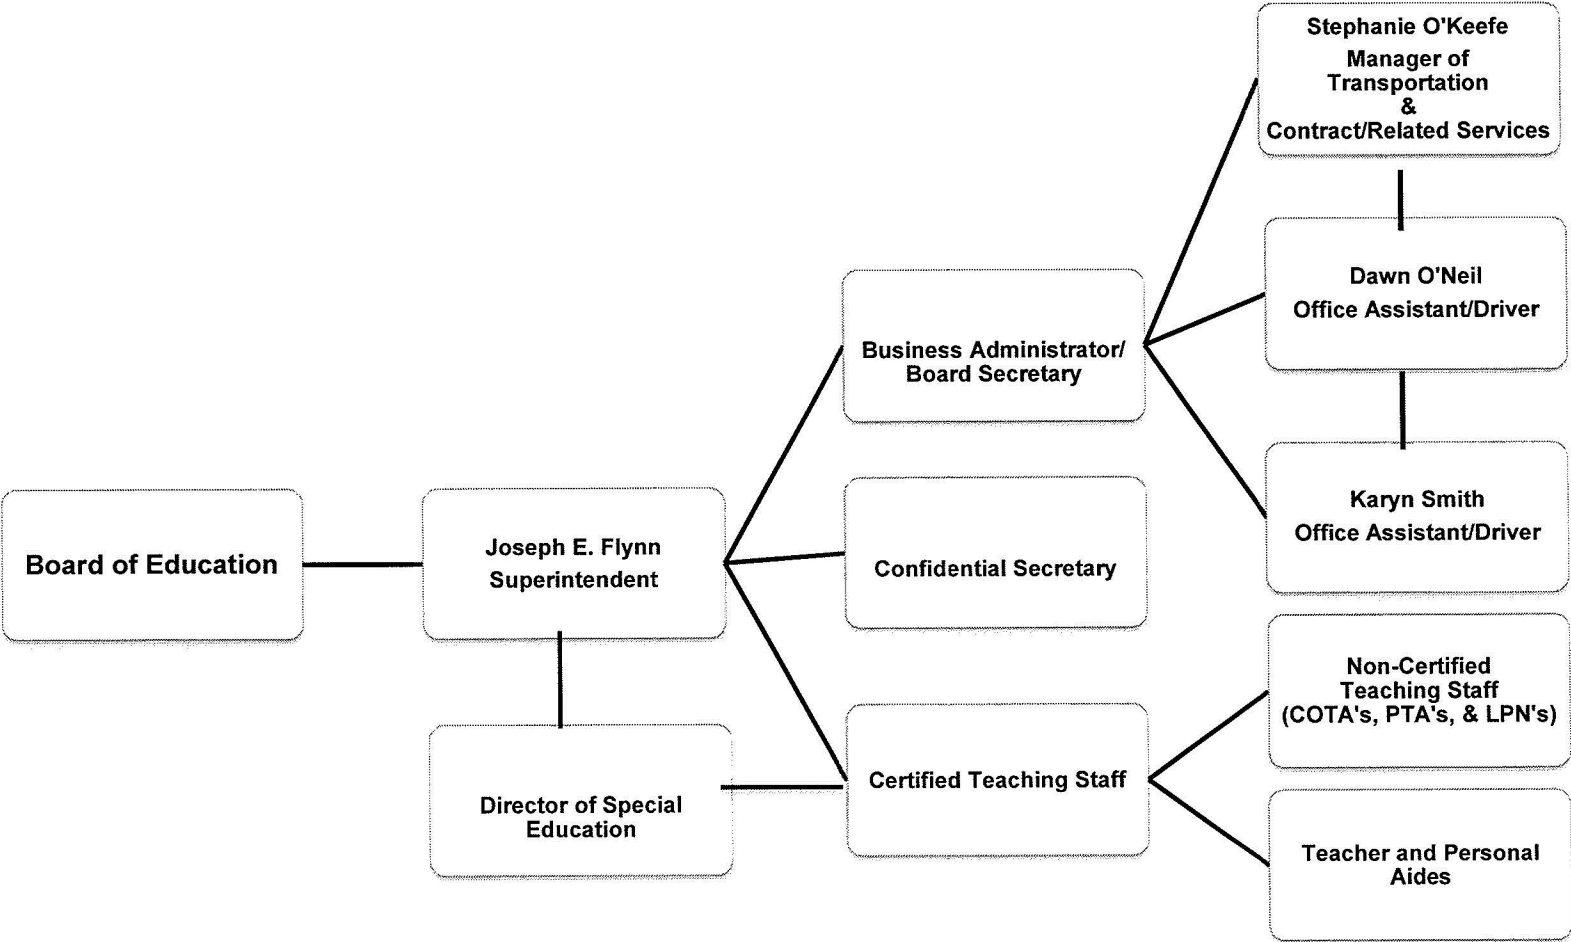 Stephanie O'Keefe
Manager of
Transportation
&
Contract/Related Services
Dawn O'Neil
Office Assistant/Driver
Business Administrator/
Board Secretary
Karyn Smith
Office Assistant/Driver
Board of Education
Joseph E. Flynn
Superintendent
Confidential Secretary
Non-Certified
Teaching Staff
(COTA's, PTA's, & LPN's)
Director of Special
Education
Certified Teaching Staff
Teacher and Personal
Aides